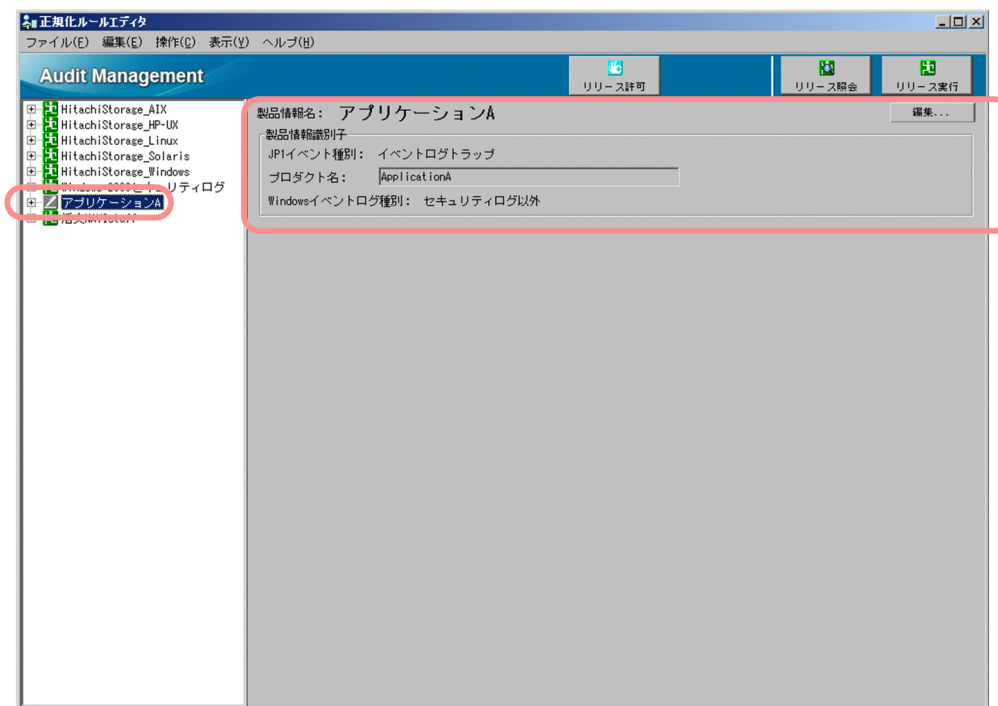 正規化ルールエディタ
ファイル(F) 編集(E) 操作(C) 表示(V) ヘルプ(H)
Audit Management
リリース許可
リリース照会
リリース実行
HitachiStorage_AIX
HitachiStorage_HP-UX
HitachiStorage_Linux
HitachiStorage_Solaris
HitachiStorage_Windows
リティログ
アプリケーションA
製品情報名: アプリケーションA
編集...
製品情報識別子
JP1イベント種別: イベントログトラップ
プロダクト名: ApplicationA
Windowsイベントログ種別: セキュリティログ以外